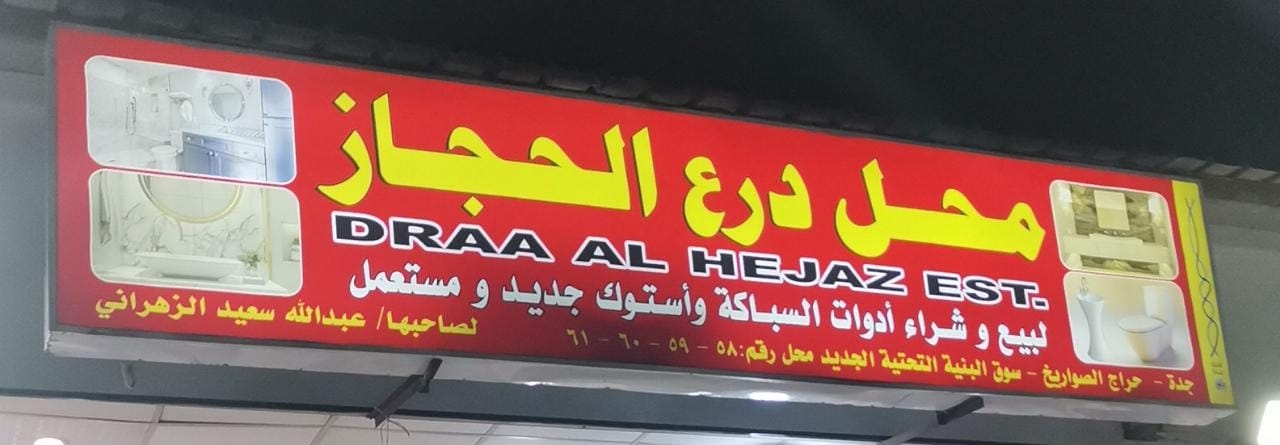 محل درع الحجاز
DRAA AL HEJAZ EST.
لبيع و شراء أدوات السباكة وأستوك جديد و مستعمل
جدة - حراج الصواريخ - سوق البنية التحتية الجديد محل رقم: ٥٨ - ٥٩ - ٦٠ - ٦١
لصاحبها/ عبدالله سعيد الزهراني